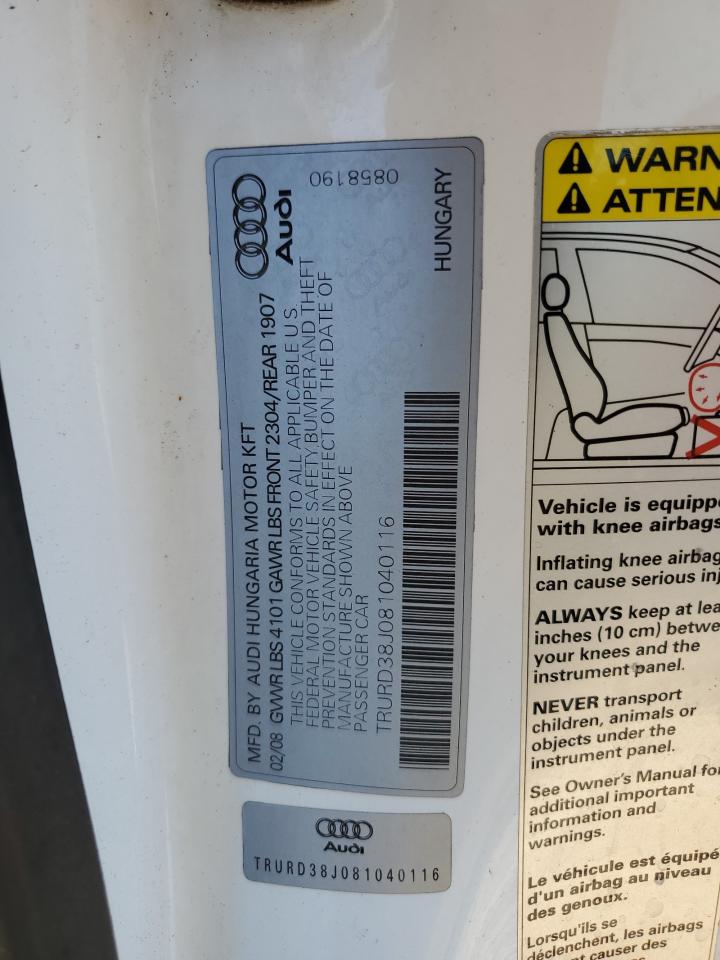 Audi
0858190
MFD. BY AUDI HUNGARIA MOTOR KFT
02/08 GVWR LBS 4101 GAWR LBS FRONT 2304/REAR 1907
THIS VEHICLE CONFORMS TO ALL APPLICABLE U.S.
FEDERAL MOTOR VEHICLE SAFETY BUMPER AND THEFT
PREVENTION STANDARDS IN EFFECT ON THE DATE OF
MANUFACTURE SHOWN ABOVE
PASSENGER CAR
HUNGARY
TRURD38J081040116
Audi
TRURD38J081040116
WARN
ATTEN
Vehicle is equippe
with knee airbags
Inflating knee airbag
can cause serious inj
ALWAYS keep at lea
inches (10 cm) betwe
your knees and the
instrument panel.
NEVER transport
children, animals or
objects under the
instrument panel.
See Owner's Manual for
additional important
information and
warnings.
Le véhicule est équipé
d'un airbag au niveau
des genoux.
Lorsqu'ils se
déclenchent, les airbags
causer des